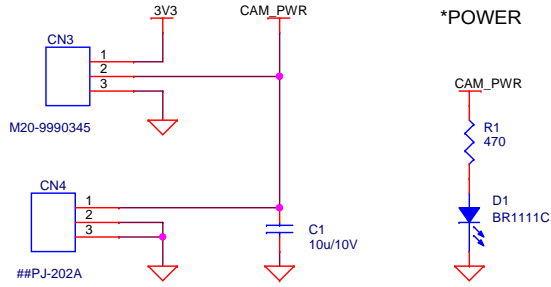 3V3
CAM_PWR
*POWER
CN3
1
2
3
M20-9990345
CAM_PWR
R1
470
CN4
1
2
3
##PJ-202A
C1
10u/10V
D1
BR1111C